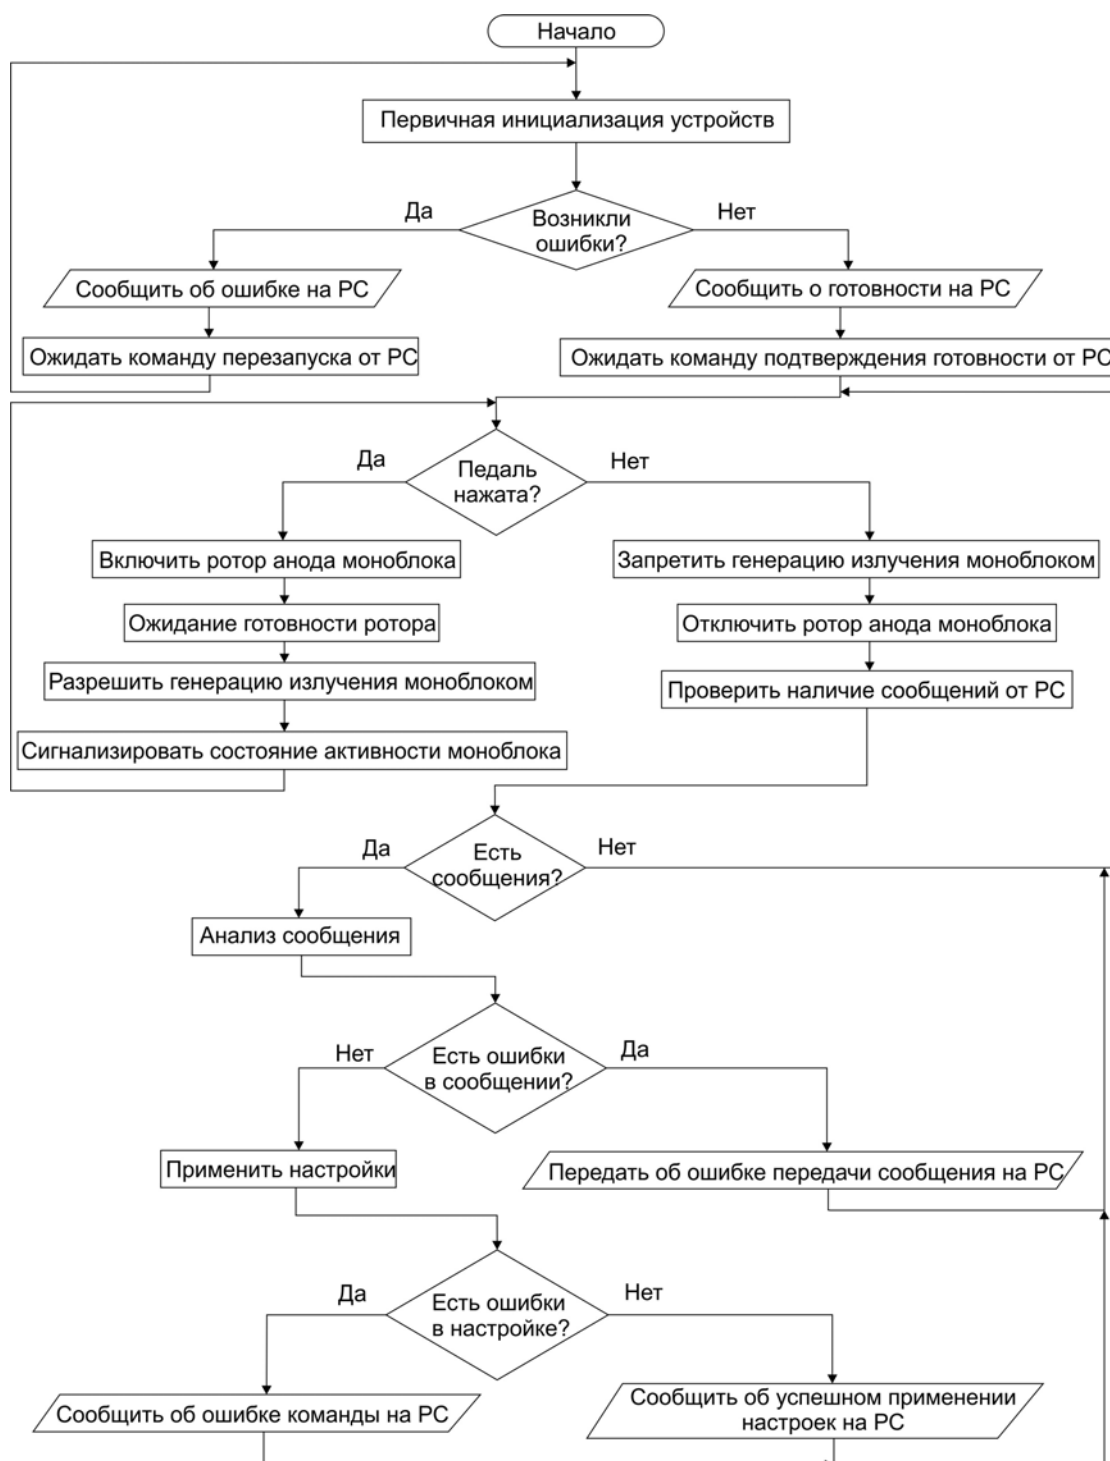 Начало
Первичная инициализация устройств
Да
Возникли
ошибки?
Нет
Сообщить об ошибке на PC
Сообщить о готовности на PC
Ожидать команду перезапуска от PC
Ожидать команду подтверждения готовности от PC
Да
Педаль
нажата?
Нет
Включить ротор анода моноблока
Запретить генерацию излучения моноблоком
Ожидание готовности ротора
Отключить ротор анода моноблока
Разрешить генерацию излучения моноблоком
Проверить наличие сообщений от PC
Сигнализировать состояние активности моноблока
Да
Есть
сообщения?
Нет
Анализ сообщения
Нет
Есть ошибки
в сообщении?
Да
Применить настройки
Передать об ошибке передачи сообщения на PC
Да
Есть ошибки
в настройке?
Нет
Сообщить об ошибке команды на PC
Сообщить об успешном применении
настроек на PC